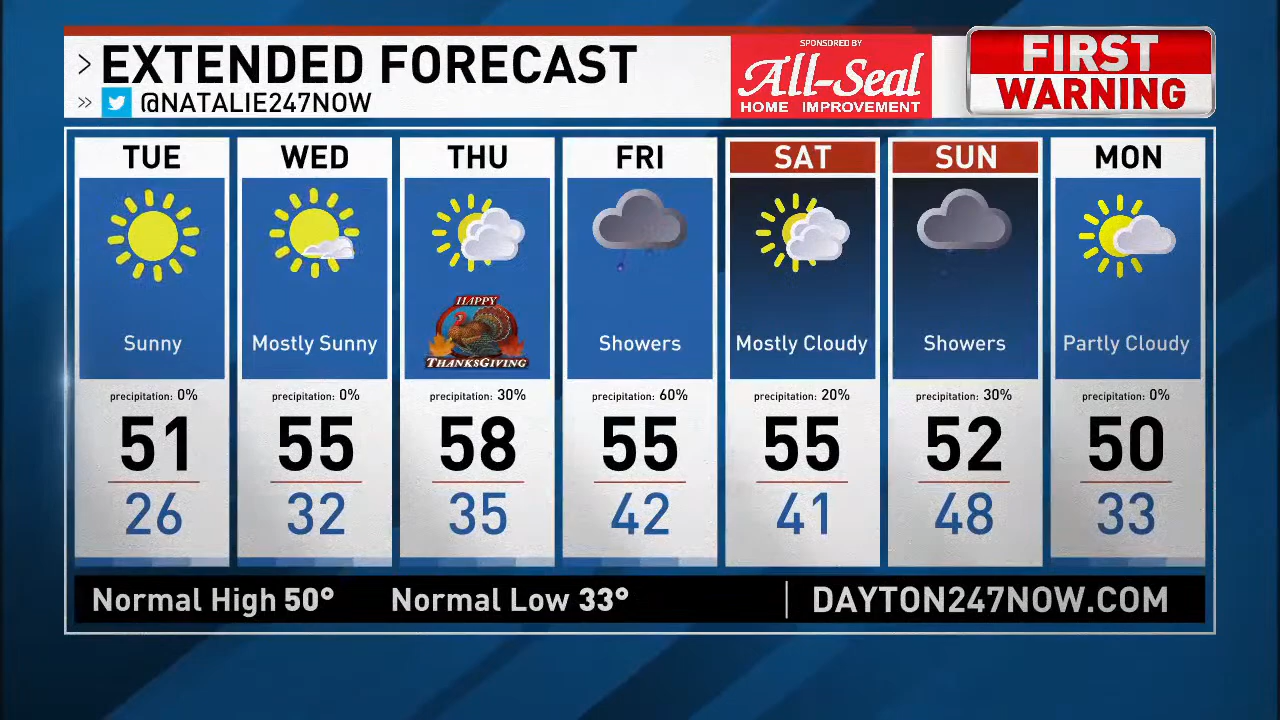 > EXTENDED FORECAST
» @NATALIE247NOW
SPONSORED BY
All-Seal
HOME IMPROVEMENT
FIRST
WARNING
TUE WED THU FRI SAT SUN MON
HAPPY
THANKSGIVING
Sunny Mostly Sunny Showers Mostly Cloudy Showers Partly Cloudy
precipitation: 0% precipitation: 0% precipitation: 30% precipitation: 60% precipitation: 20% precipitation: 30% precipitation: 0%
51 55 58 55 55 52 50
26 32 35 42 41 48 33
Normal High 50° Normal Low 33° | DAYTON247NOW.COM